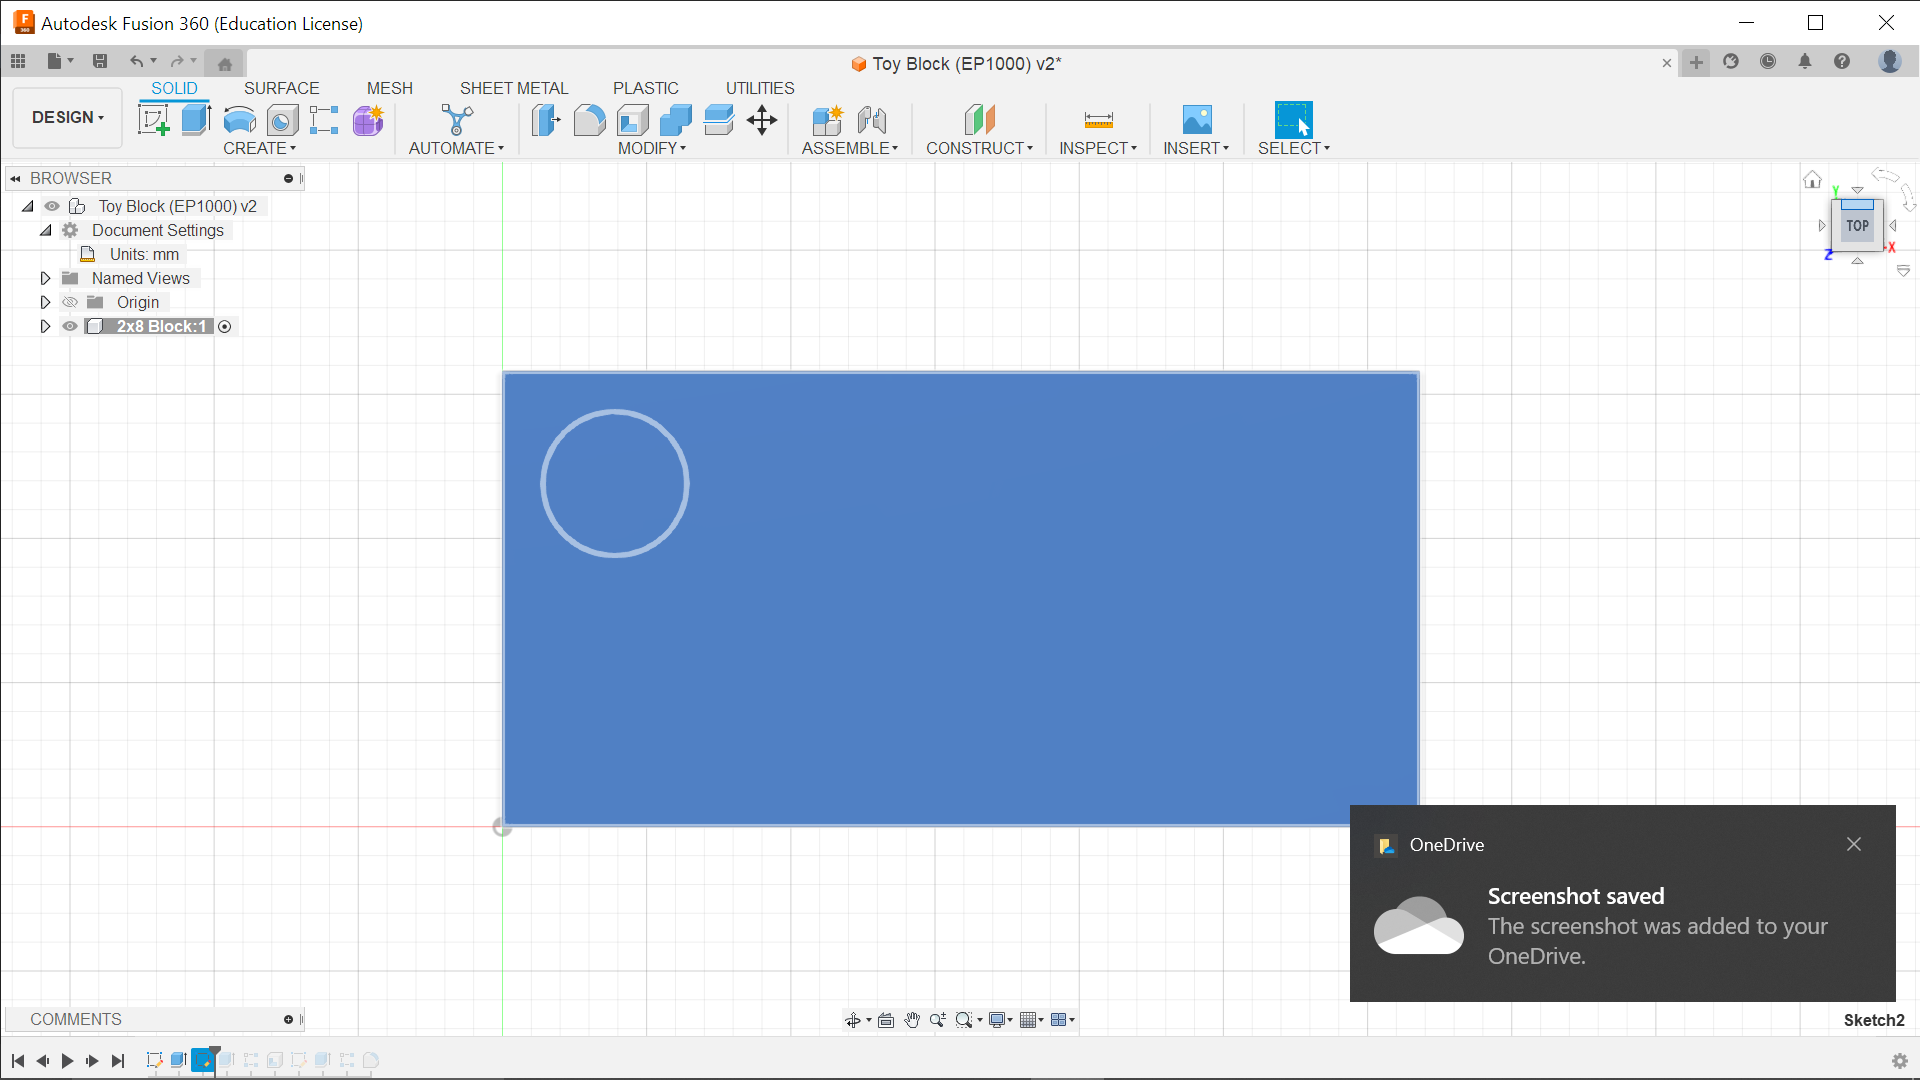 Autodesk Fusion 360 (Education License)
Toy Block (EP1000) v2*
SOLID SURFACE MESH SHEET METAL PLASTIC UTILITIES
DESIGN
CREATE AUTOMATE MODIFY ASSEMBLE CONSTRUCT INSPECT INSERT SELECT
BROWSER
Toy Block (EP1000) v2
Document Settings
Units: mm
Named Views
Origin
2x8 Block:1
Y
TOP
X
Z
OneDrive
Screenshot saved
The screenshot was added to your
OneDrive.
COMMENTS
Sketch2